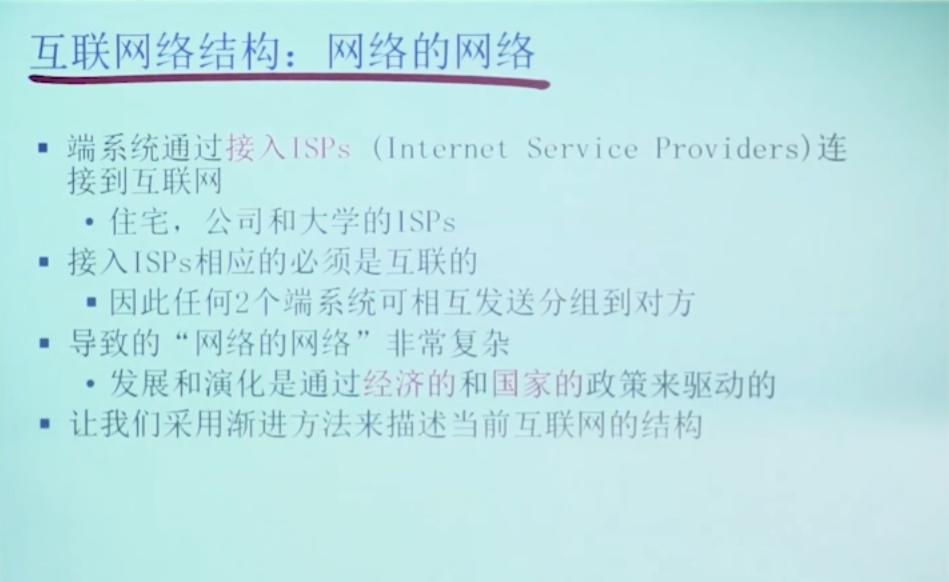 互联网络结构：网络的网络
▪ 端系统通过接入ISPs (Internet Service Providers)连
接到互联网
• 住宅，公司和大学的ISPs
▪ 接入ISPs相应的必须是互联的
▪ 因此任何2个端系统可相互发送分组到对方
▪ 导致的“网络的网络”非常复杂
• 发展和演化是通过经济的和国家的政策来驱动的
▪ 让我们采用渐进方法来描述当前互联网的结构